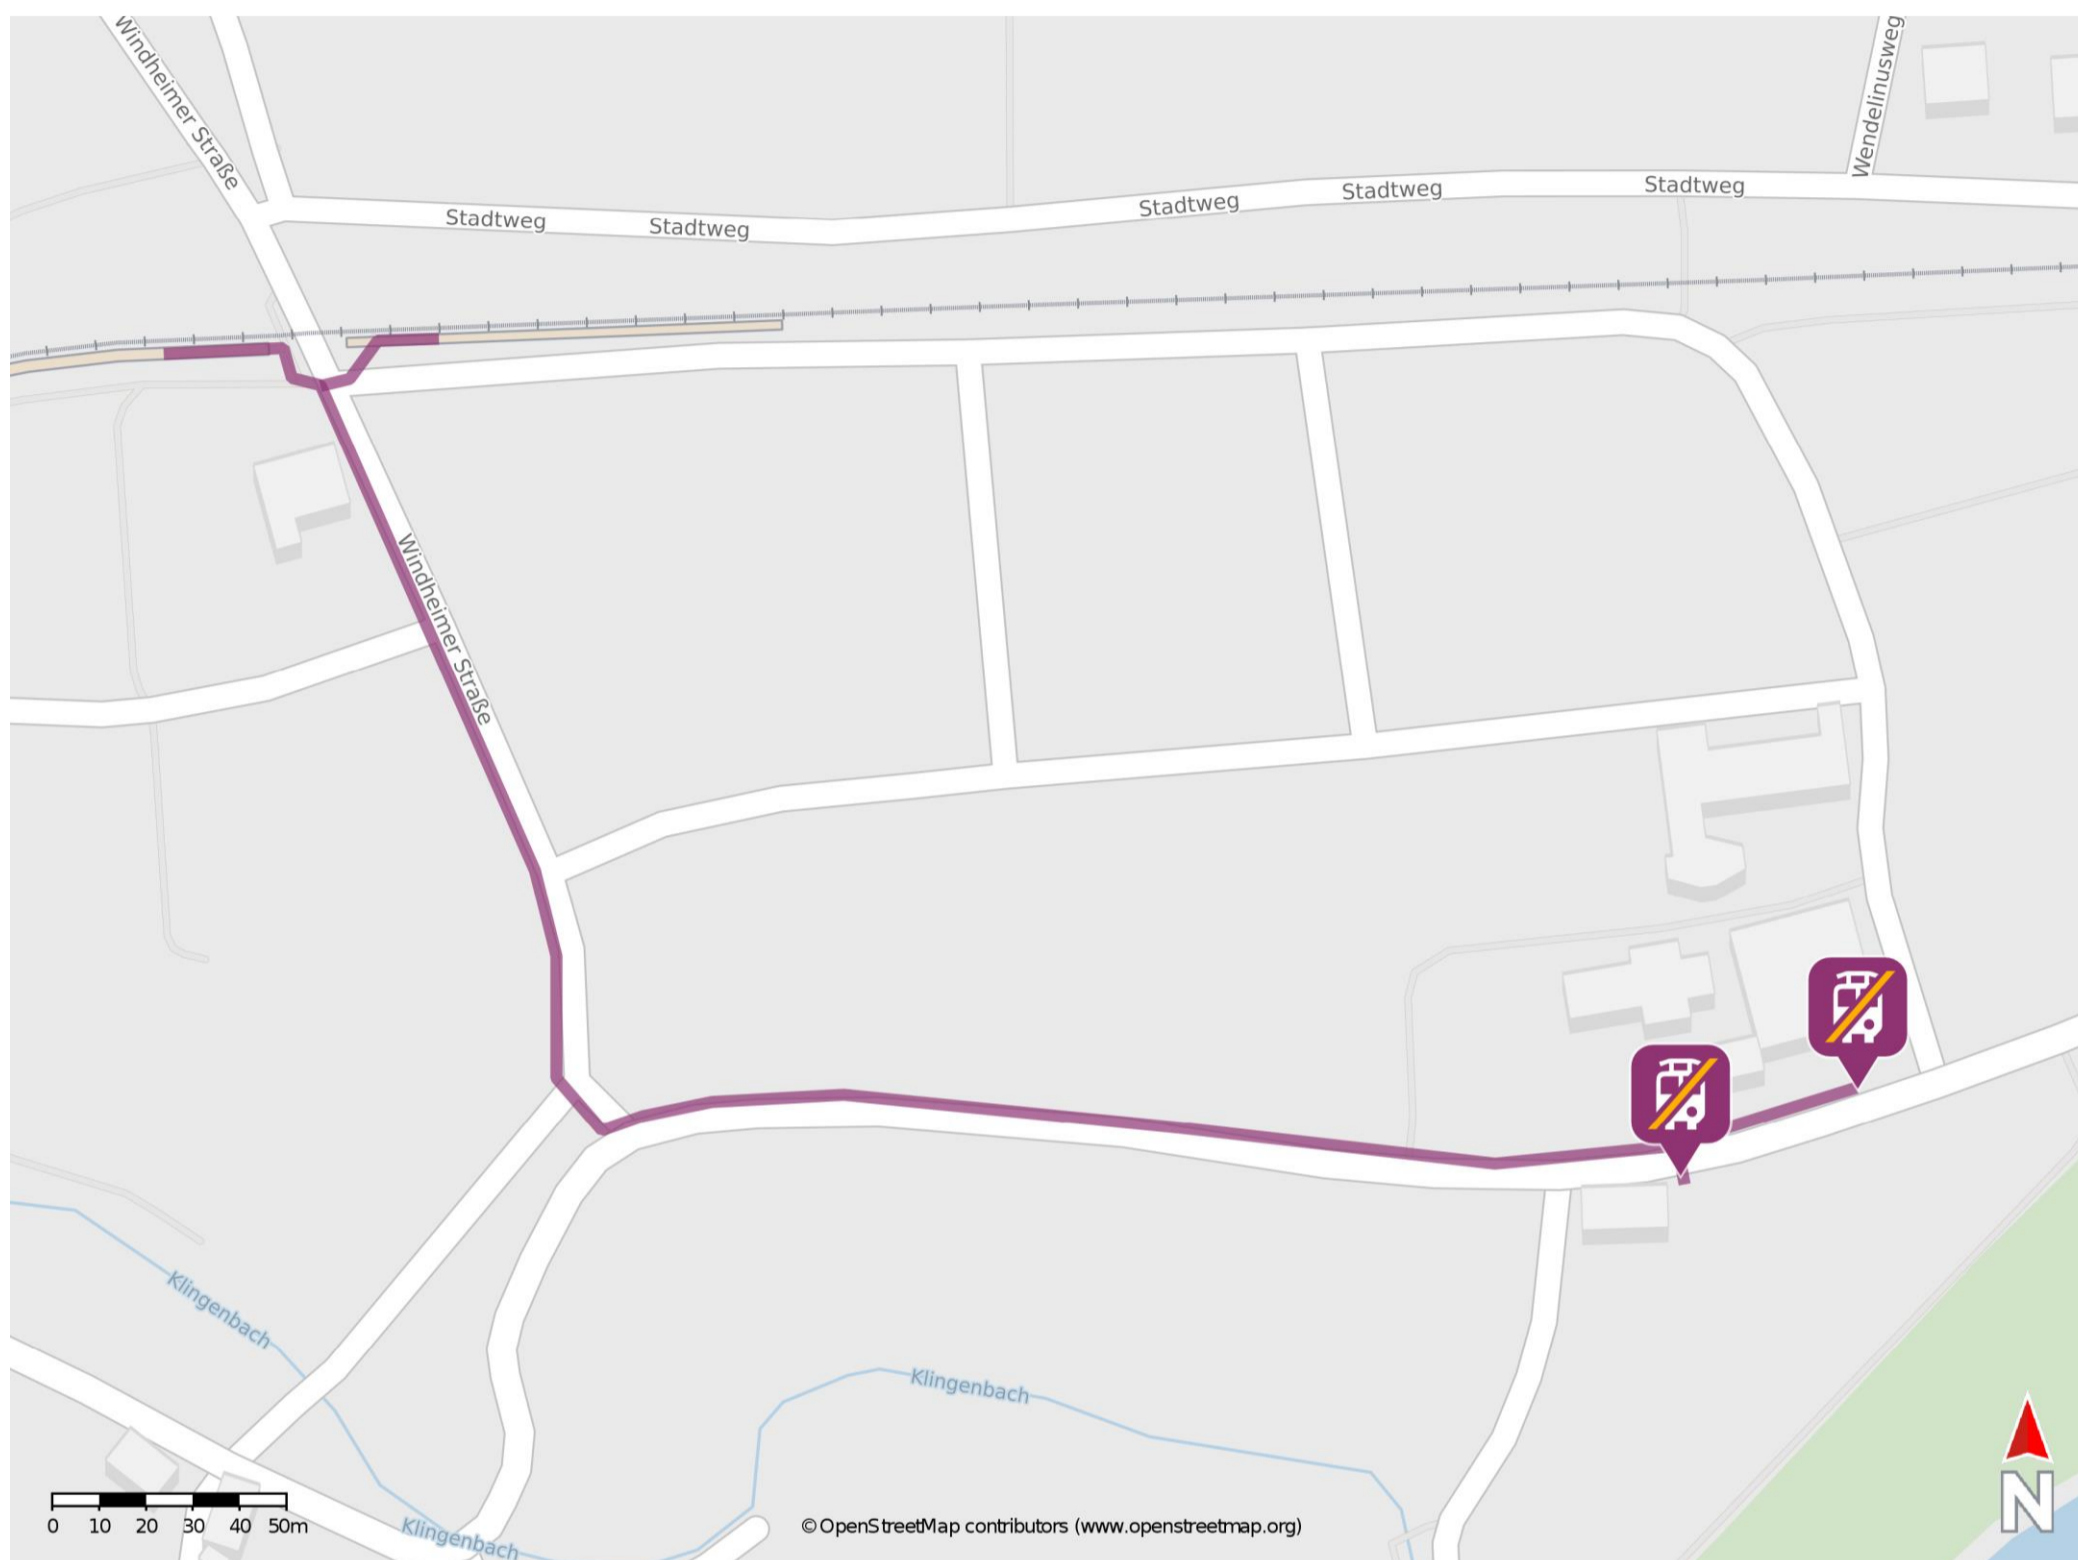 Windheimer Straße
Wendelinusweg
Stadtweg
Stadtweg
Stadtweg
Stadtweg
Stadtweg
Windheimer Straße
Klingenbach
Klingenbach
Klingenbach
0 10 20 30 40 50m
© OpenStreetMap contributors (www.openstreetmap.org)
N